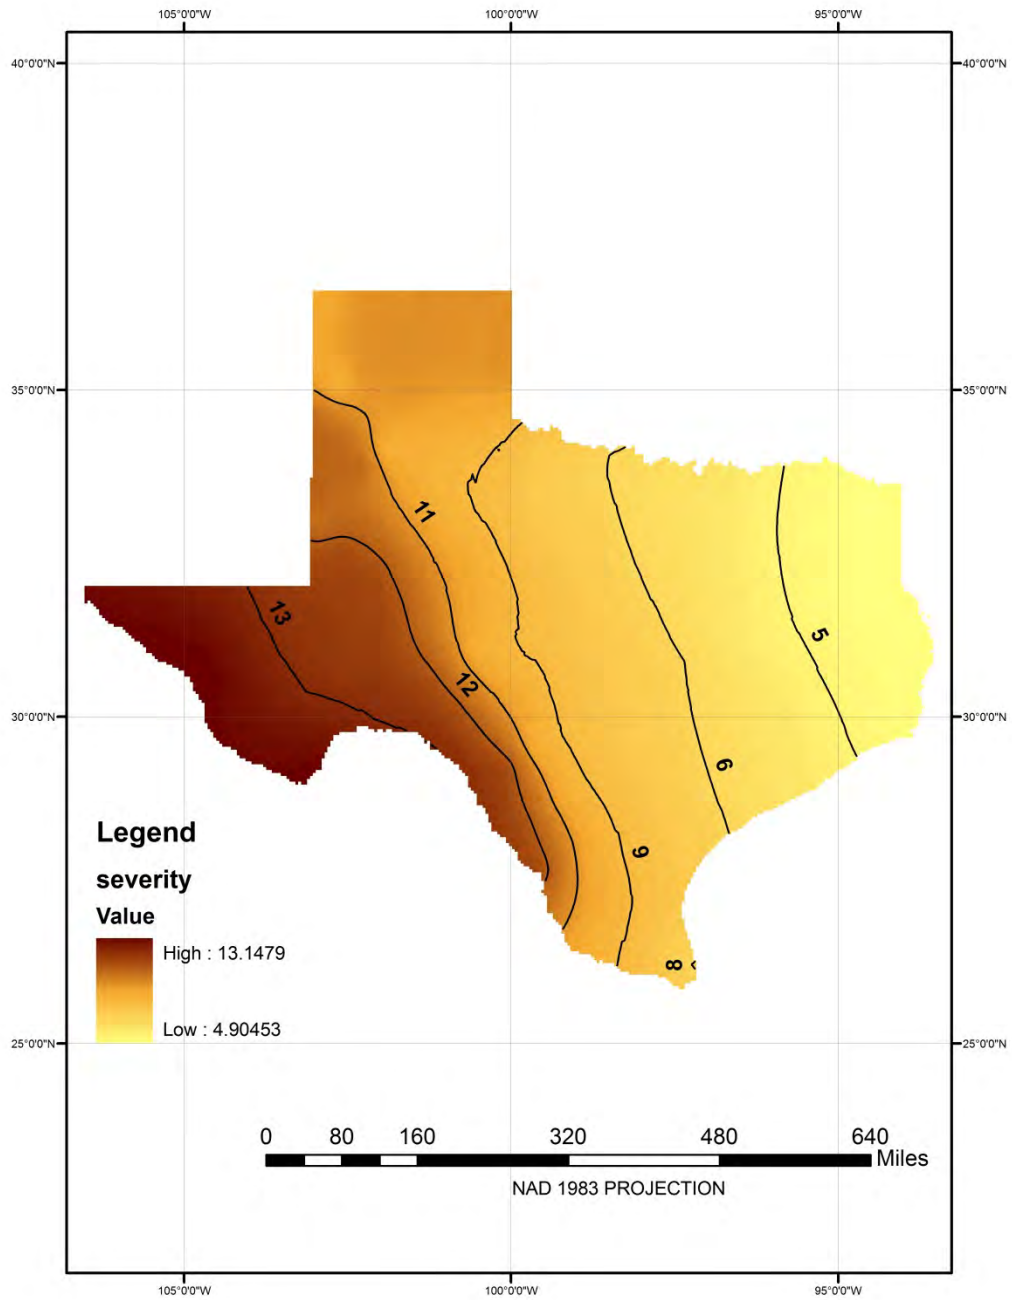 105°0'0"W 100°0'0"W 95°0'0"W
40°0'0"N 40°0'0"N
35°0'0"N 35°0'0"N
11
13
5
12
30°0'0"N 30°0'0"N
6
Legend
9
severity
Value
High : 13.1479
8
Low : 4.90453
25°0'0"N 25°0'0"N
0 80 160 320 480 640
Miles
NAD 1983 PROJECTION
105°0'0"W 100°0'0"W 95°0'0"W